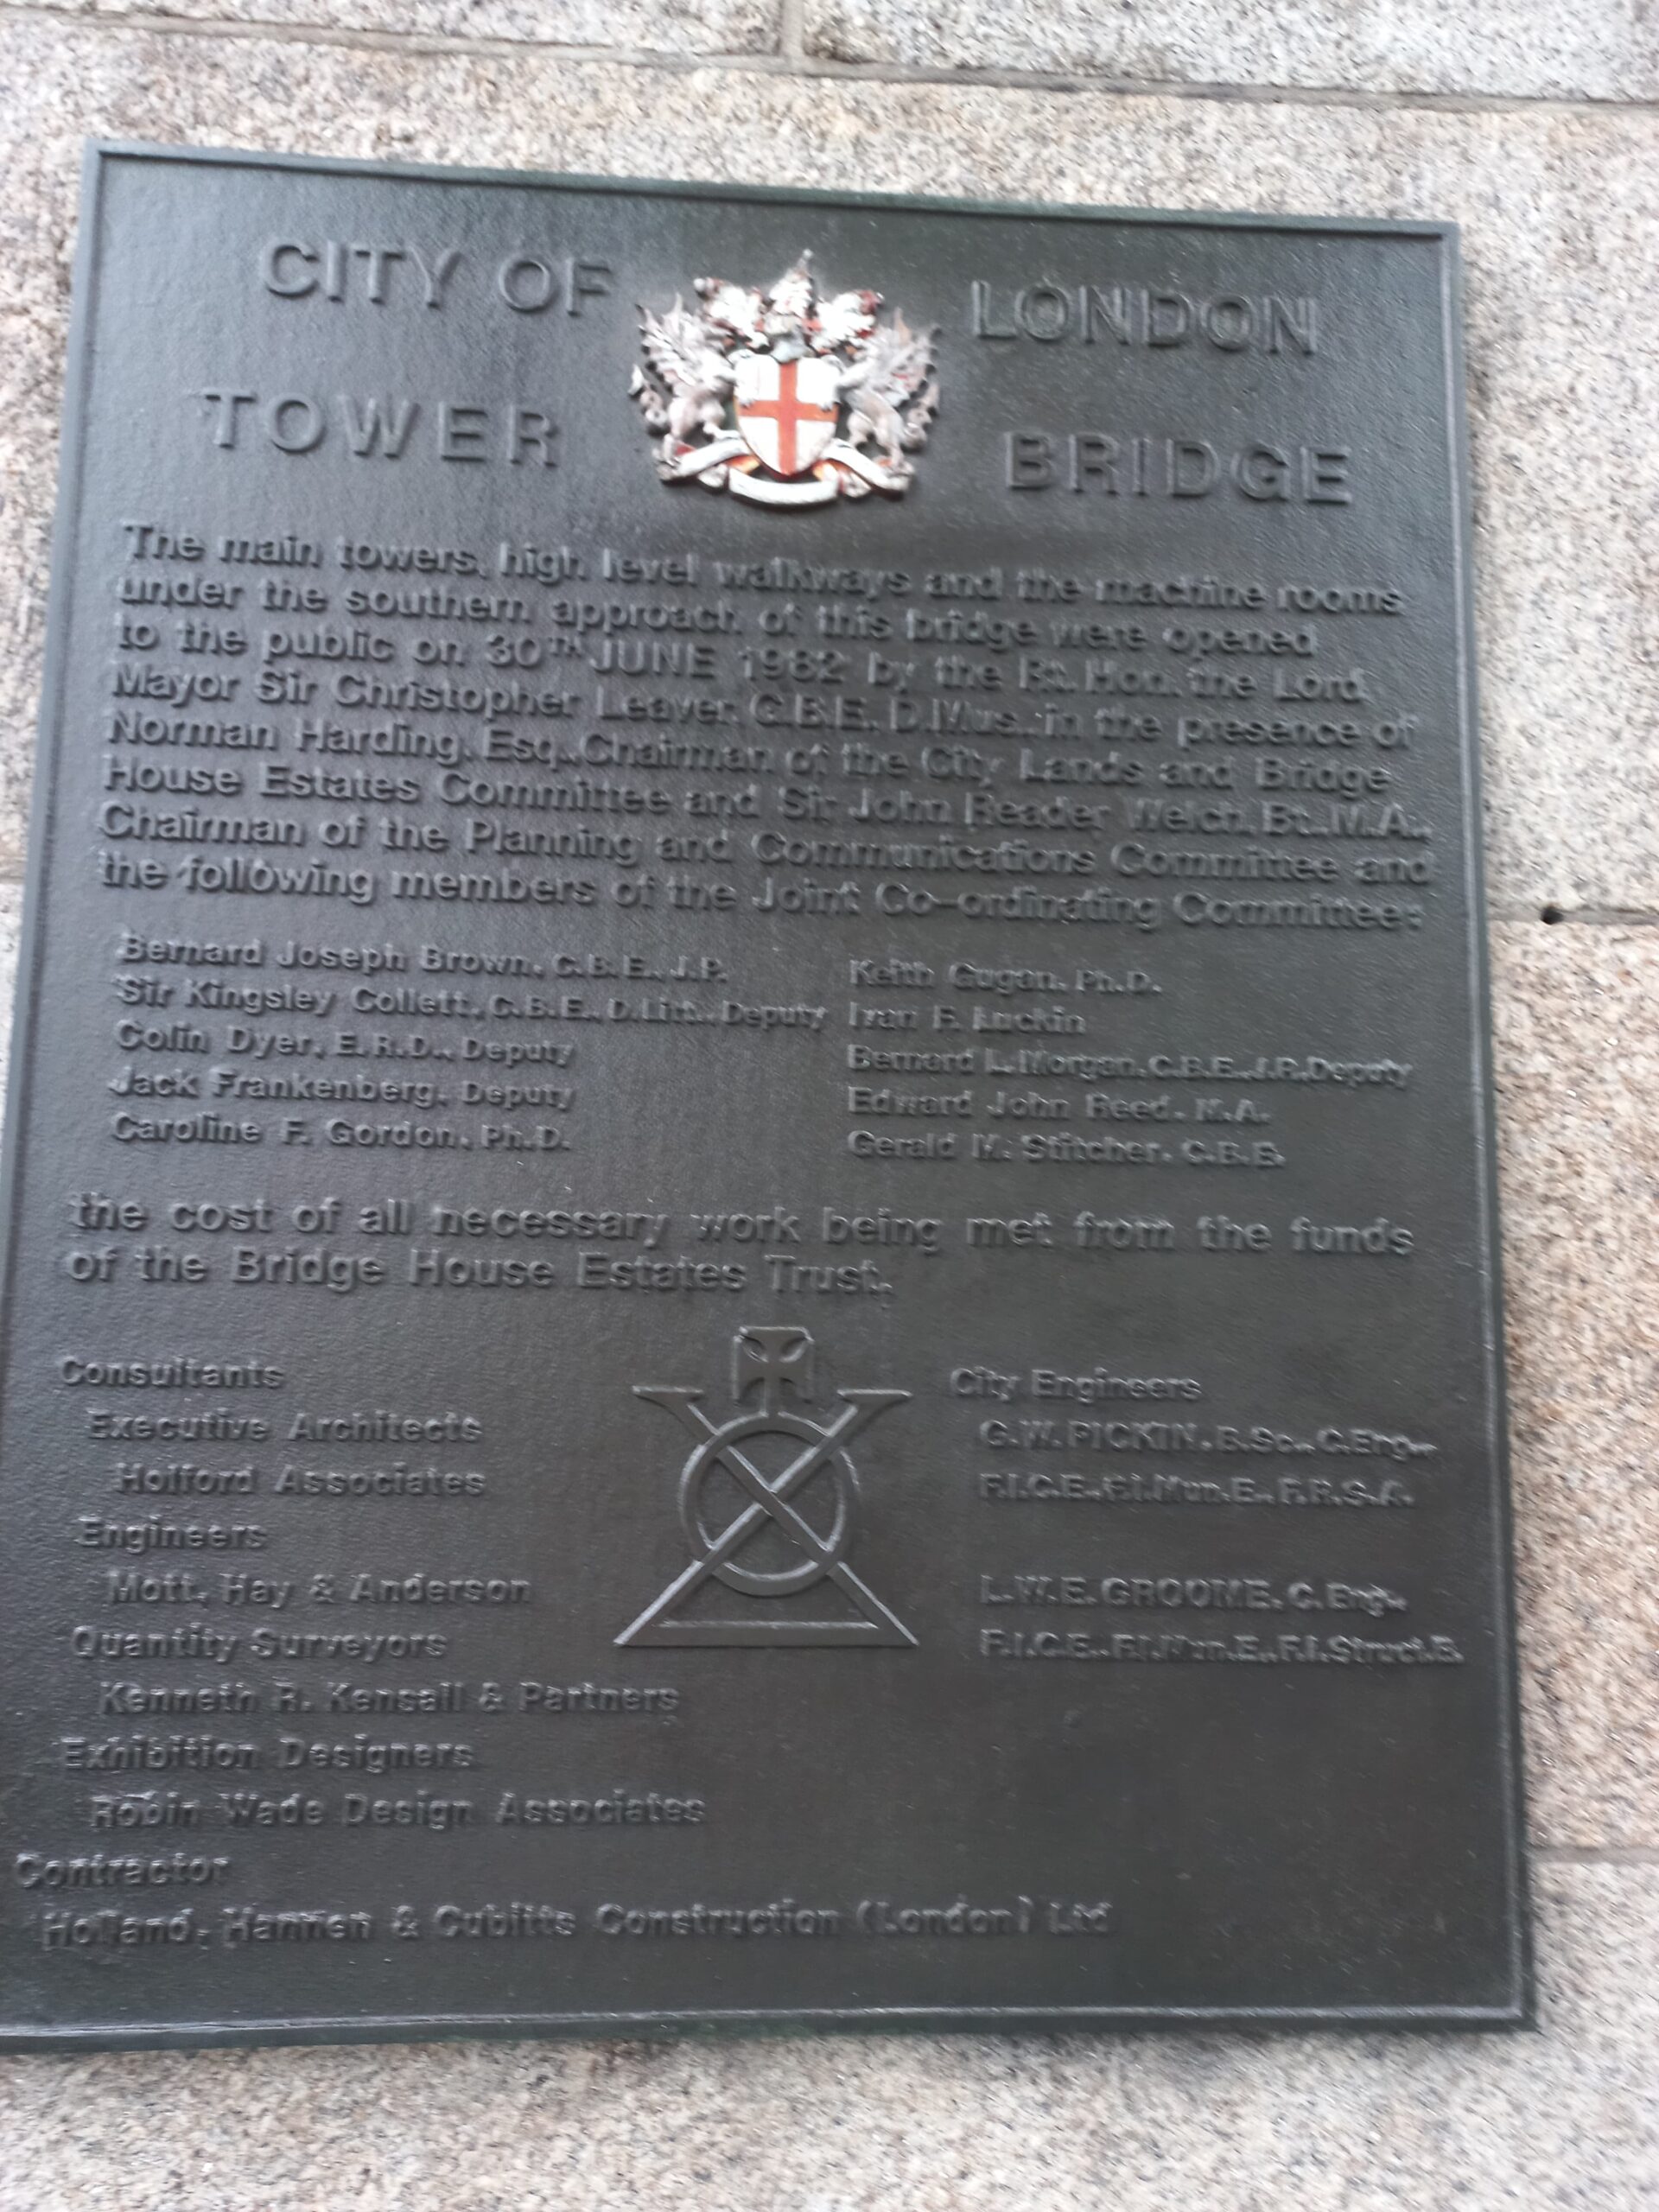 CITY OF LONDON
TOWER BRIDGE
The main towers, high level walkways and the machine rooms
under the southern approach of this bridge were opened
to the public on 30TH JUNE 1982 by the Rt. Hon. the Lord
Mayor Sir Christopher Leaver, G.B.E., D.Mus., in the presence of
Norman Harding, Esq., Chairman of the City Lands and Bridge
House Estates Committee and Sir John Reader Welch, Bt., M.A.,
Chairman of the Planning and Communications Committee and
the following members of the Joint Co-ordinating Committee:
Bernard Joseph Brown, C.B.E., J.P.
Sir Kingsley Collett, C.B.E., D.Litt., Deputy
Colin Dyer, E.R.D., Deputy
Jack Frankenberg, Deputy
Caroline F. Gordon, Ph.D.
Keith Gugan, Ph.D.
Ivan F. Luckin
Bernard L. Morgan, C.B.E., J.P., Deputy
Edward John Reed, M.A.
Gerald M. Stitcher, C.B.E.
the cost of all necessary work being met from the funds
of the Bridge House Estates Trust.
Consultants
Executive Architects
Holford Associates
Engineers
Mott, Hay & Anderson
Quantity Surveyors
Kenneth R. Kensall & Partners
Exhibition Designers
Robin Wade Design Associates
Contractor
Holland, Hannen & Cubitts Construction (London) Ltd
City Engineers
G.W. PICKIN, B.Sc., C.Eng.,
F.I.C.E., F.I.Mun.E., F.R.S.A.
L.W.E. GROOME, C.Eng.,
F.I.C.E., F.I.Mun.E., F.I.Struct.E.